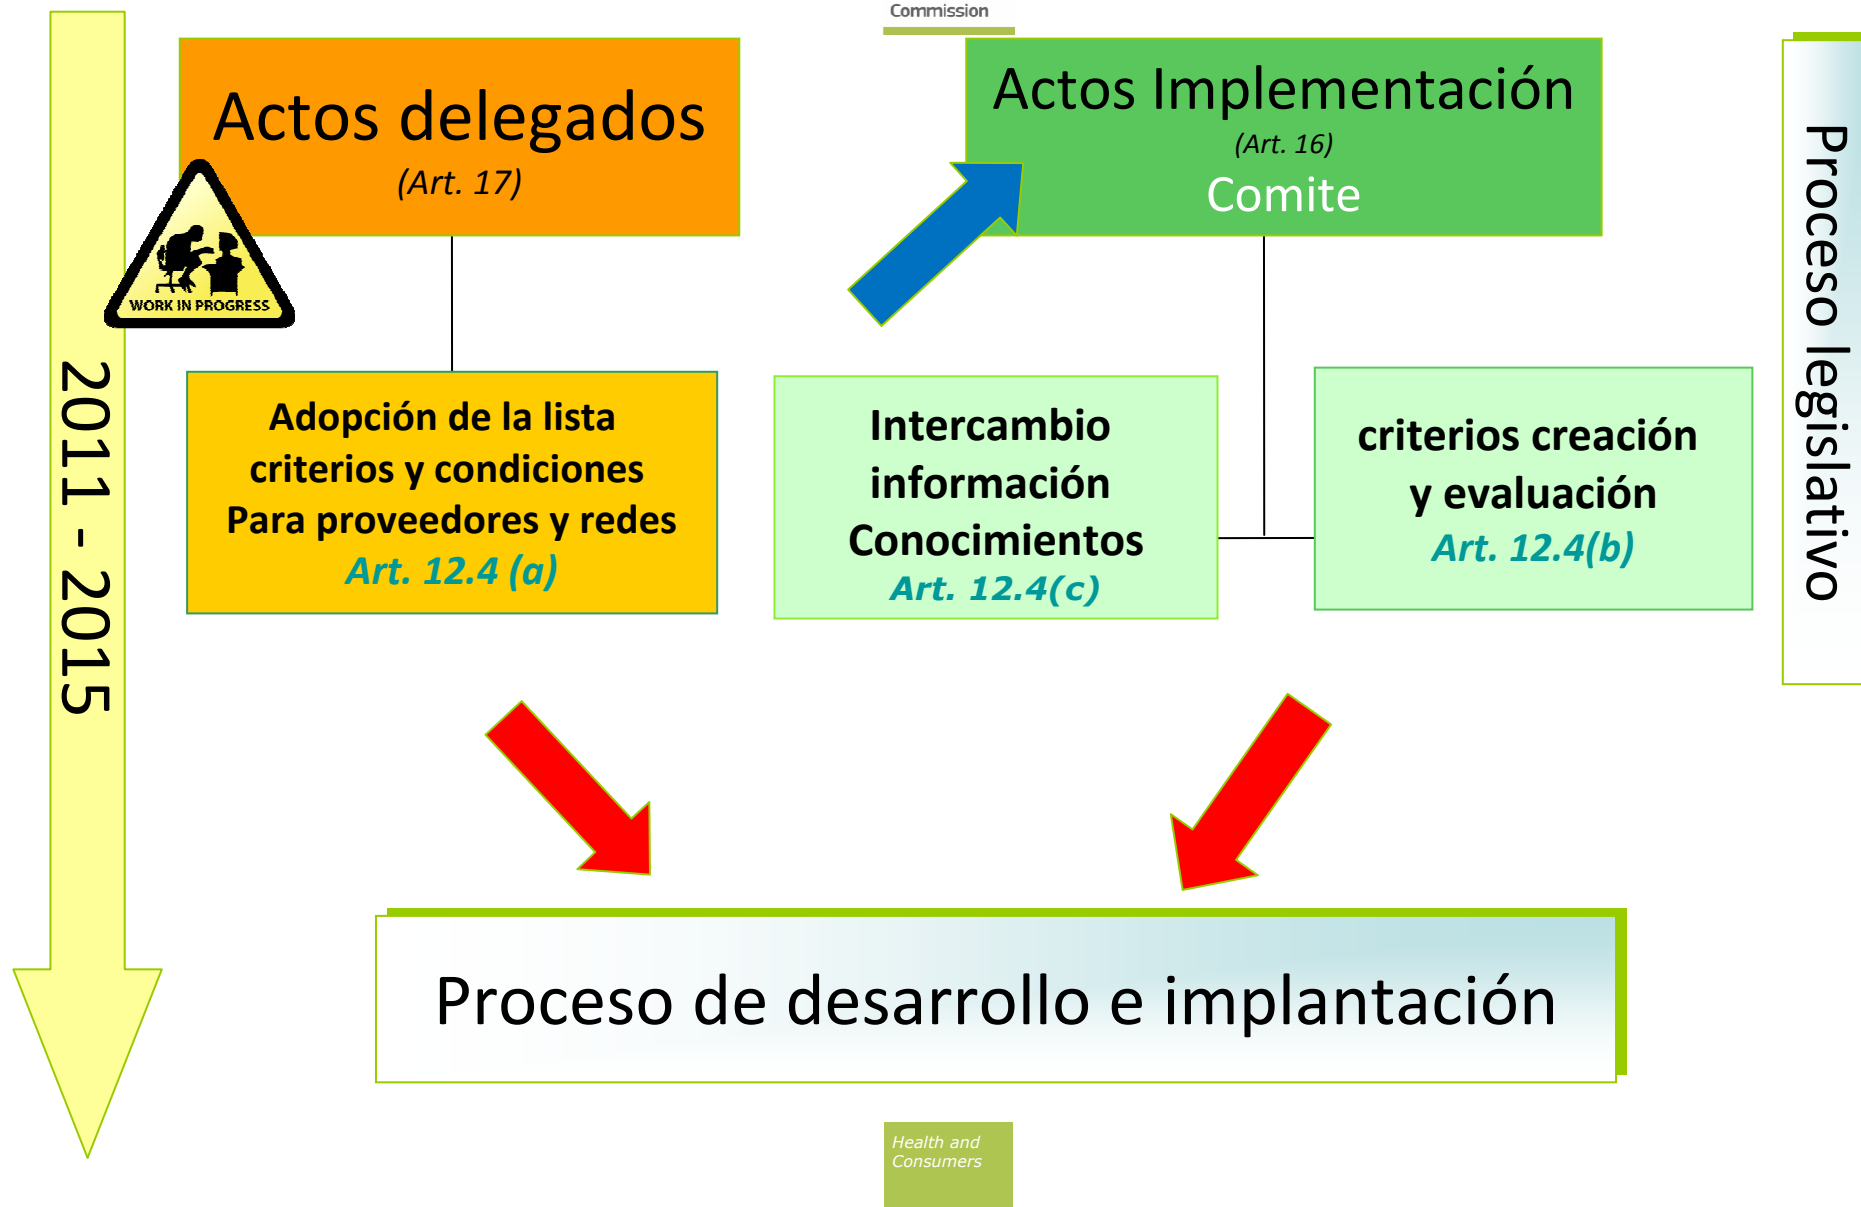 Commission
Actos delegados
(Art. 17)
Actos Implementación
(Art. 16)
Comite
WORK IN PROGRESS
2011 - 2015
Proceso legislativo
Adopción de la lista
criterios y condiciones
Para proveedores y redes
Art. 12.4 (a)
Intercambio
información
Conocimientos
Art. 12.4(c)
criterios creación
y evaluación
Art. 12.4(b)
Proceso de desarrollo e implantación
Health and
Consumers